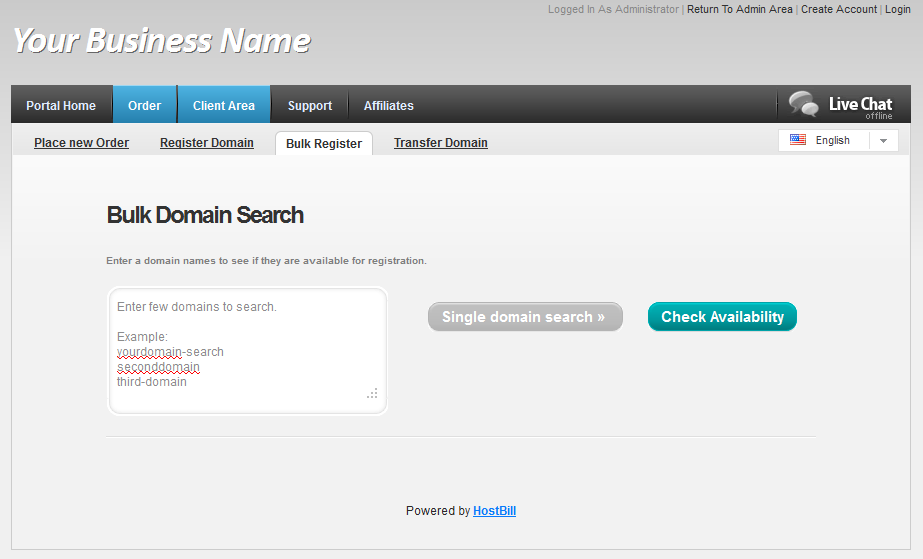 Logged In As Administrator | Return To Admin Area | Create Account | Login
Your Business Name
Portal Home Order Client Area Support Affiliates Live Chat
offline
Place new Order Register Domain Bulk Register Transfer Domain English
Bulk Domain Search
Enter a domain names to see if they are available for registration.
Enter few domains to search.
Example:
yourdomain-search
seconddomain
third-domain
Single domain search » Check Availability
Powered by HostBill